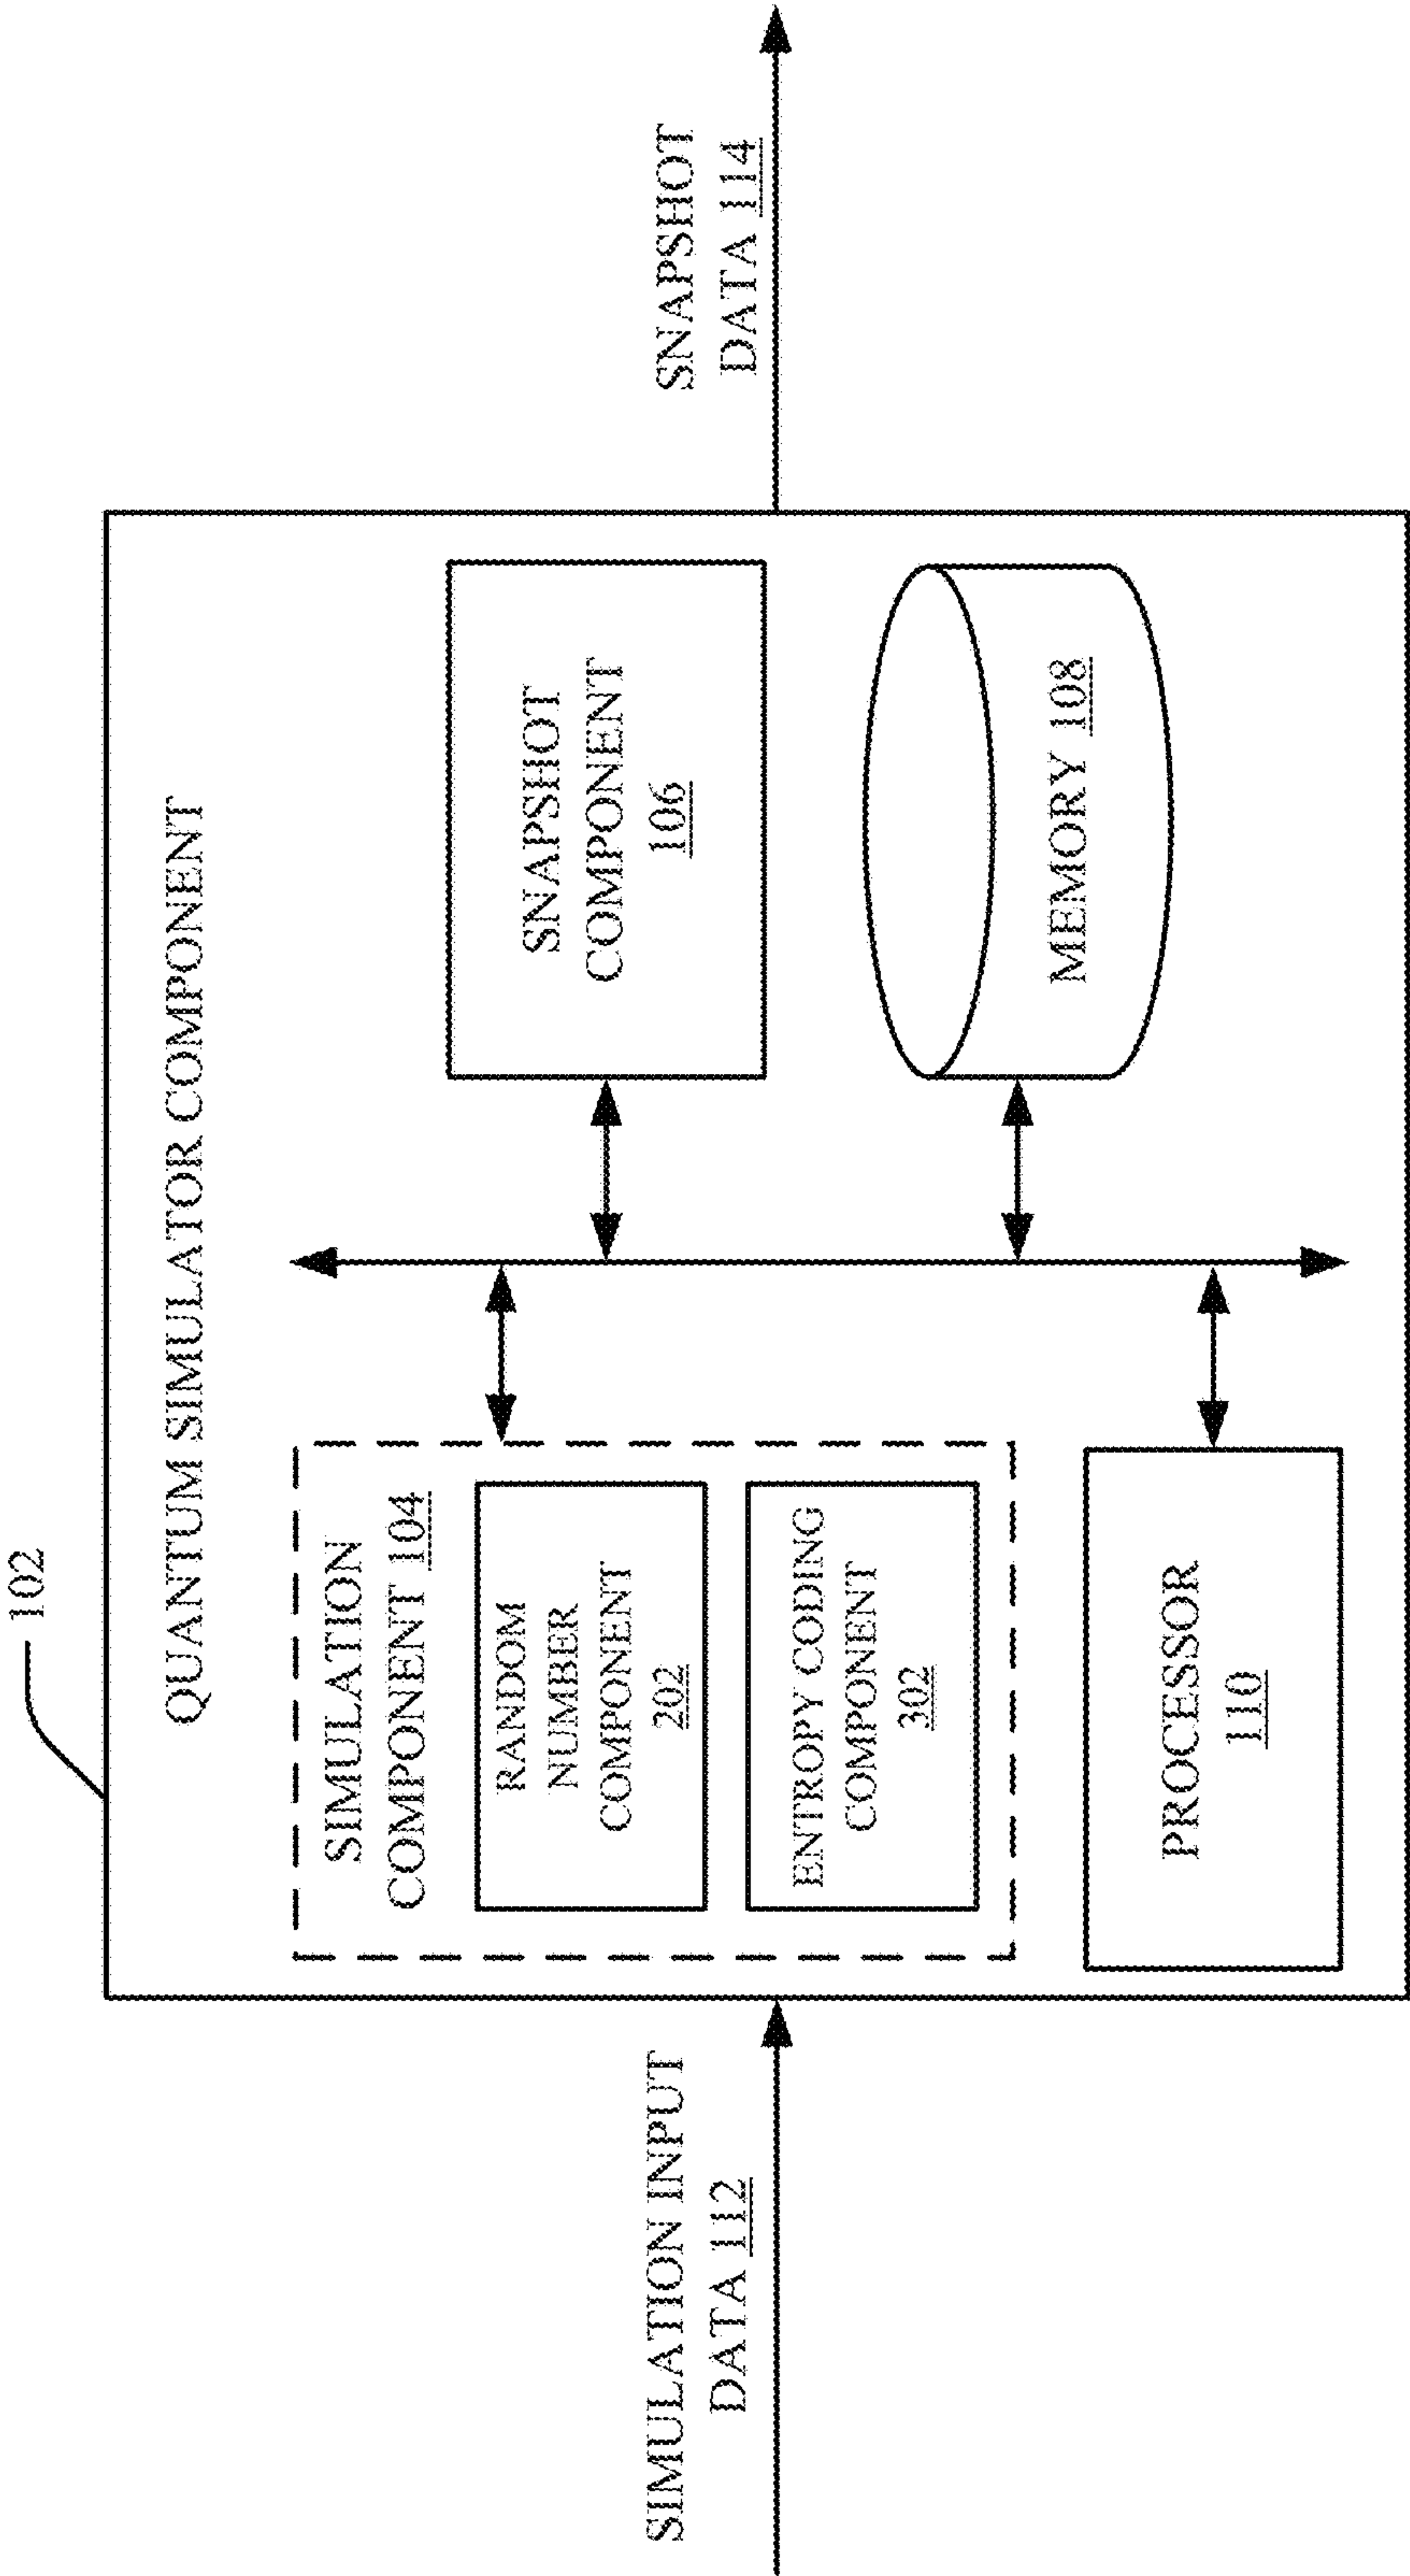 102
QUANTUM SIMULATOR COMPONENT
SIMULATION INPUT
DATA 112
SIMULATION
COMPONENT 104
RANDOM
NUMBER
COMPONENT
202
ENTROPY CODING
COMPONENT
302
PROCESSOR
110
SNAPSHOT
COMPONENT
106
MEMORY 108
SNAPSHOT
DATA 114